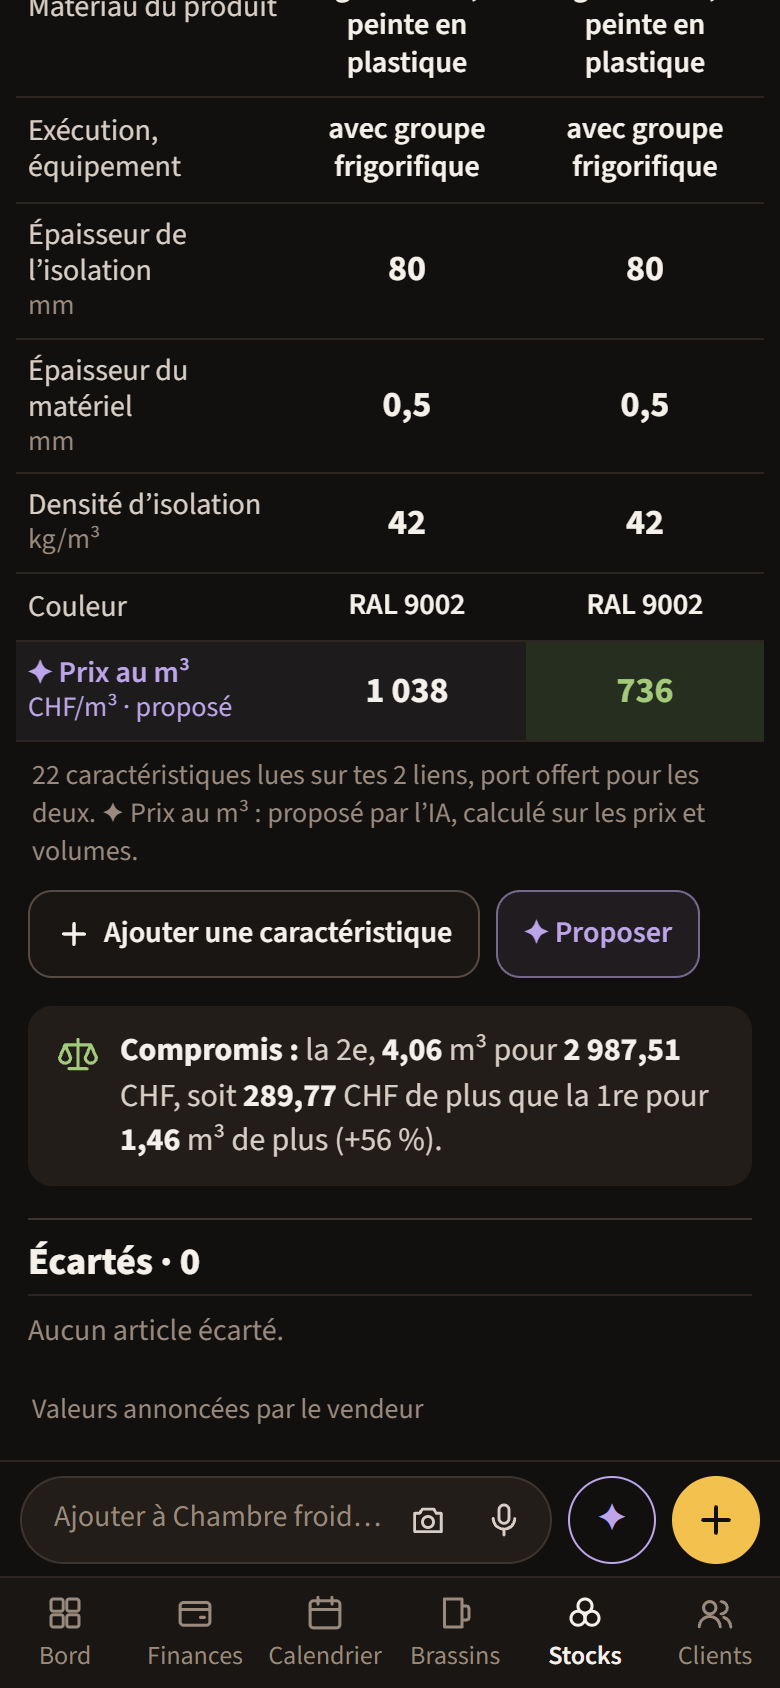 Matériau du produit
peinte en peinte en
plastique plastique
Exécution, avec groupe avec groupe
équipement frigorifique frigorifique
Épaisseur de
l’isolation 80 80
mm
Épaisseur du
matériel 0,5 0,5
mm
Densité d’isolation 42 42
kg/m³
Couleur RAL 9002 RAL 9002
✦ Prix au m³ 1 038 736
CHF/m³ · proposé
22 caractéristiques lues sur tes 2 liens, port offert pour les
deux. ✦ Prix au m³ : proposé par l’IA, calculé sur les prix et
volumes.
+ Ajouter une caractéristique ✦ Proposer
Compromis : la 2e, 4,06 m³ pour 2 987,51
CHF, soit 289,77 CHF de plus que la 1re pour
1,46 m³ de plus (+56 %).
Écartés · 0
Aucun article écarté.
Valeurs annoncées par le vendeur
Ajouter à Chambre froid…
Bord Finances Calendrier Brassins Stocks Clients